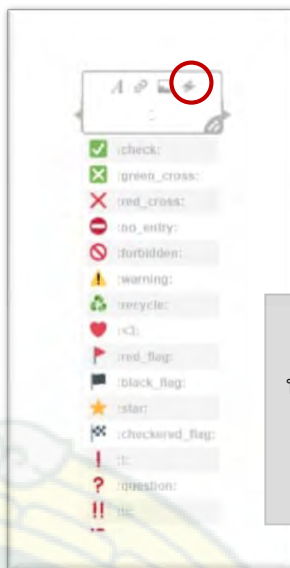 A
:
:check:
:green_cross:
:red_cross:
:no_entry:
:forbidden:
:warning:
:recycle:
:<3:
:red_flag:
:black_flag:
:star:
:checkered_flag:
:!:
:question:
:!!: